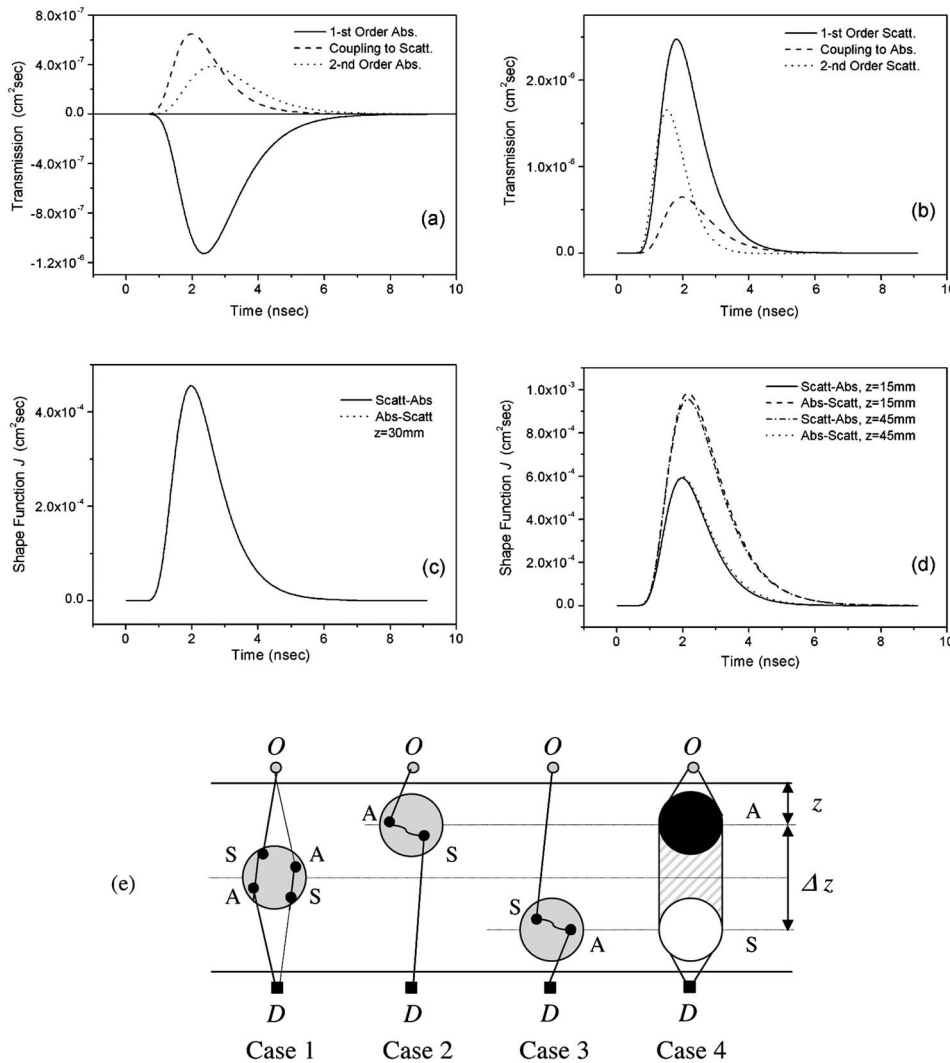 8.0x10⁻⁷
4.0x10⁻⁷
0.0
-4.0x10⁻⁷
-8.0x10⁻⁷
-1.2x10⁻⁶
Transmission (cm²sec)
1-st Order Abs.
Coupling to Scatt.
2-nd Order Abs.
(a)
0 2 4 6 8 10
Time (nsec)
2.0x10⁻⁶
1.0x10⁻⁶
0.0
Transmission (cm²sec)
1-st Order Scatt.
Coupling to Abs.
2-nd Order Scatt.
(b)
0 2 4 6 8 10
Time (nsec)
4.0x10⁻⁴
2.0x10⁻⁴
0.0
Shape Function J (cm²sec)
Scatt-Abs
Abs-Scatt
z=30mm
(c)
0 2 4 6 8 10
Time (nsec)
1.0x10⁻³
8.0x10⁻⁴
6.0x10⁻⁴
4.0x10⁻⁴
2.0x10⁻⁴
0.0
Shape Function J (cm²sec)
Scatt-Abs, z=15mm
Abs-Scatt, z=15mm
Scatt-Abs, z=45mm
Abs-Scatt, z=45mm
(d)
0 2 4 6 8 10
Time (nsec)
(e)
O O O O
A A z
S A S
A S S Δz
A S
D D D D
Case 1 Case 2 Case 3 Case 4